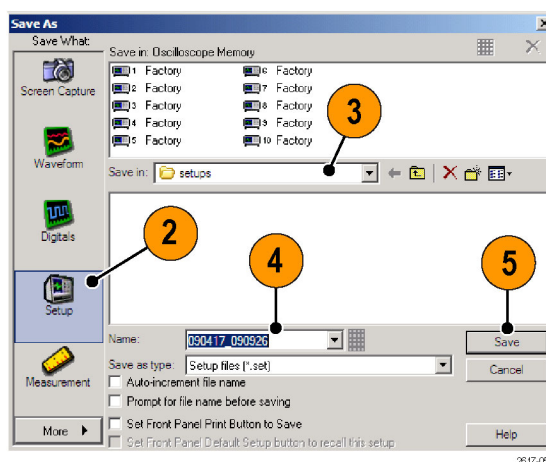 Save As
Save What:
Save in: Oscilloscope Memory
Screen Capture
1 Factory
2 Factory
3 Factory
4 Factory
5 Factory
6 Factory
7 Factory
8 Factory
9 Factory
10 Factory
3
Waveform
Save in: setups
Digitals
2
4
5
Setup
Name: 090417_090926
Save
Save as type: Setup files (*.set)
Cancel
Measurement
Auto-increment file name
Prompt for file name before saving
Set Front Panel Print Button to Save
Set Front Panel Default Setup button to recall this setup
More
Help